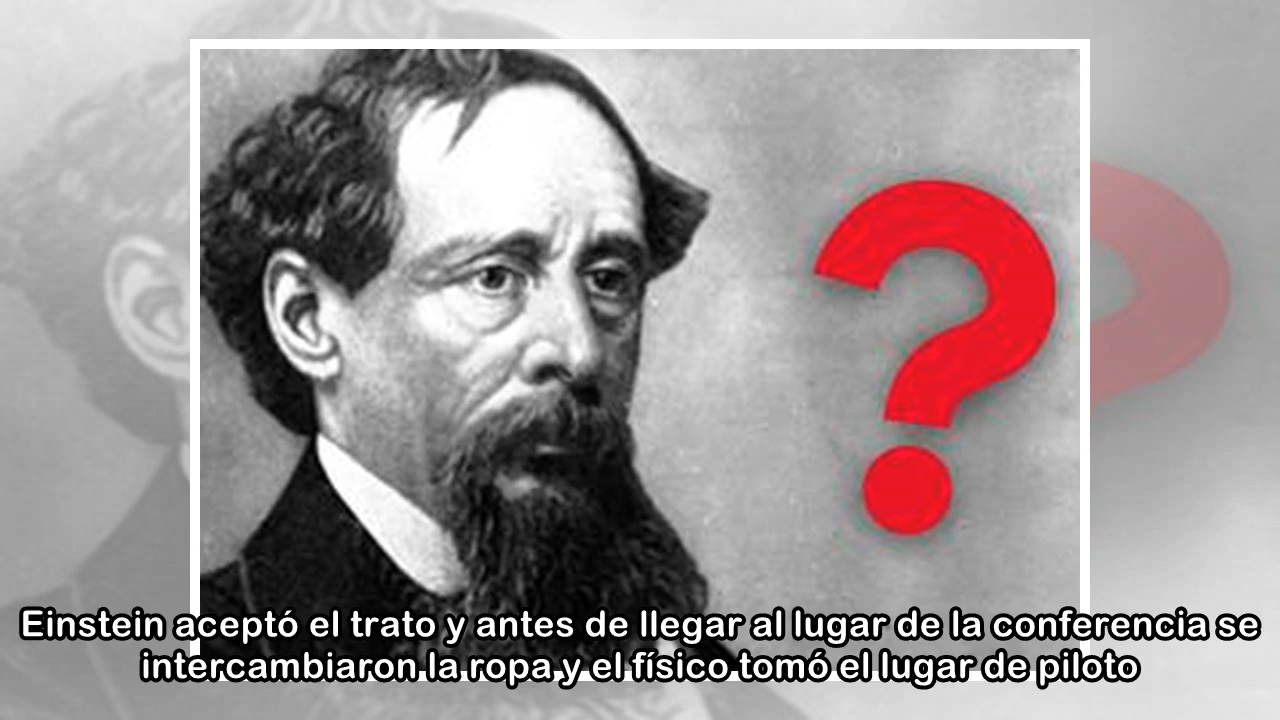 Einstein aceptó el trato y antes de llegar al lugar de la conferencia se
intercambiaron la ropa y el físico tomó el lugar de piloto
?